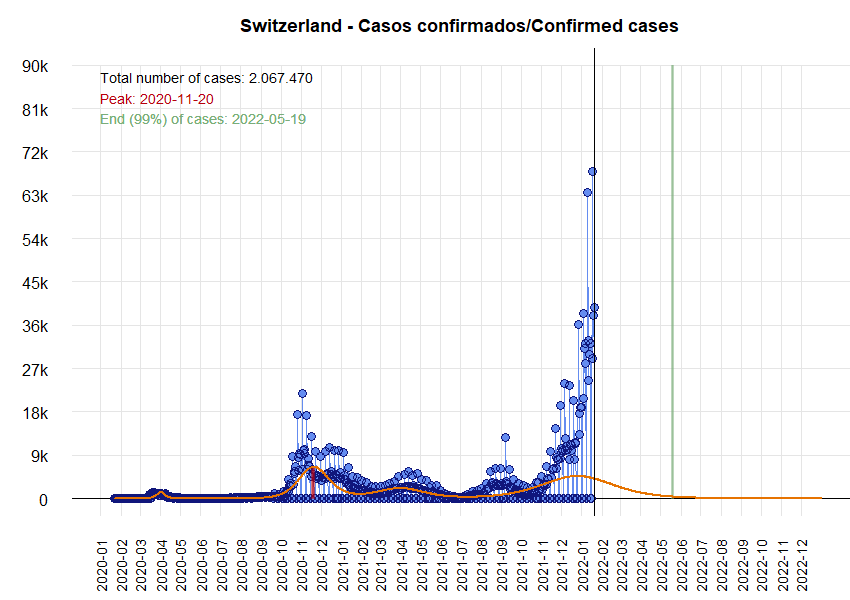 Switzerland - Casos confirmados/Confirmed cases
90k
81k
72k
63k
54k
45k
36k
27k
18k
9k
0
Total number of cases: 2.067.470
Peak: 2020-11-20
End (99%) of cases: 2022-05-19
2020-01
2020-02
2020-03
2020-04
2020-05
2020-06
2020-07
2020-08
2020-09
2020-10
2020-11
2020-12
2021-01
2021-02
2021-03
2021-04
2021-05
2021-06
2021-07
2021-08
2021-09
2021-10
2021-11
2021-12
2022-01
2022-02
2022-03
2022-04
2022-05
2022-06
2022-07
2022-08
2022-09
2022-10
2022-11
2022-12